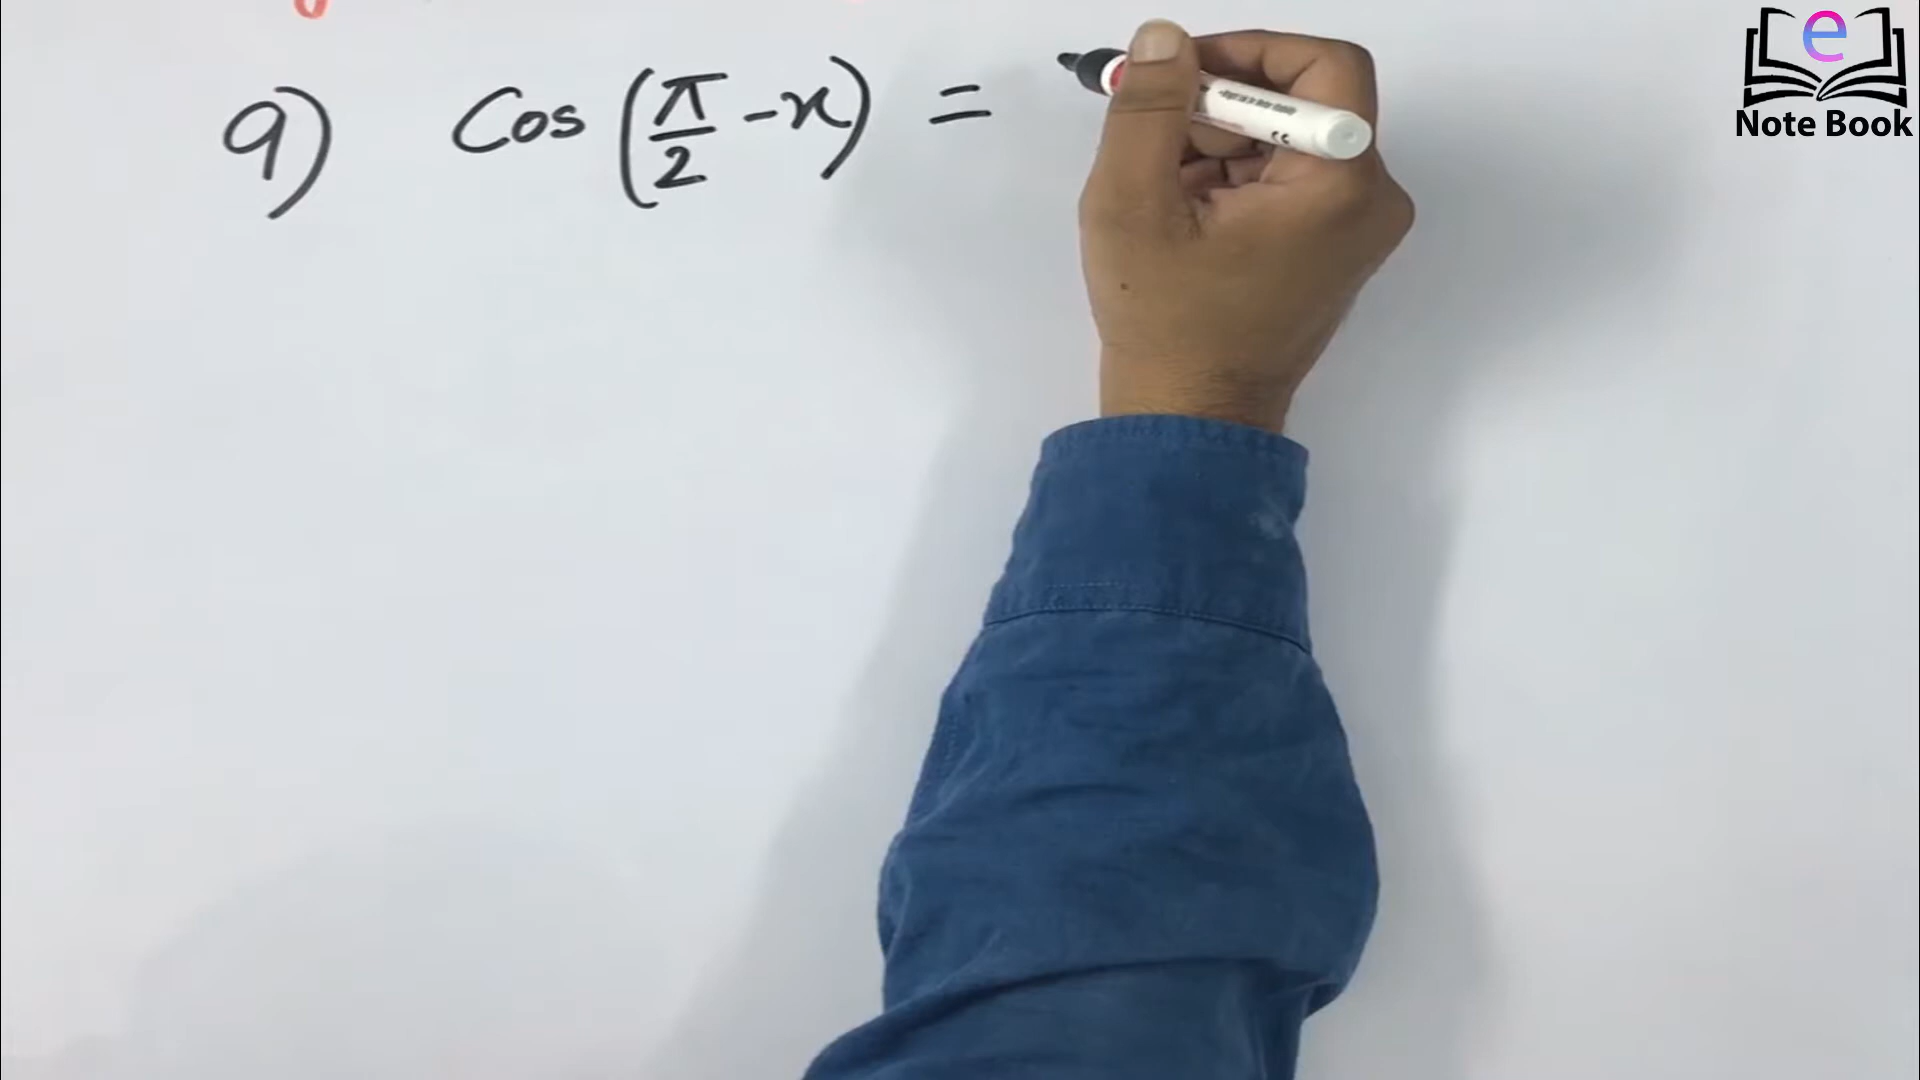 9) Cos (π/2 - x) =
e
Note Book